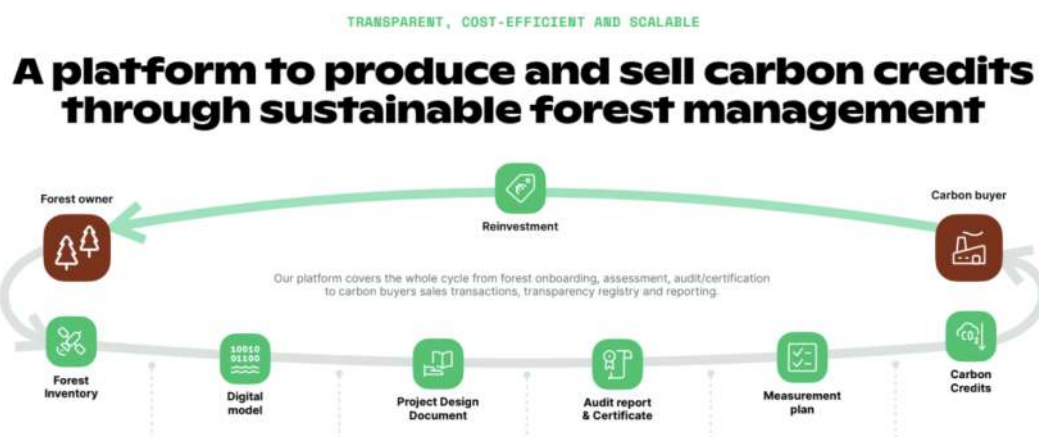 TRANSPARENT, COST-EFFICIENT AND SCALABLE
A platform to produce and sell carbon credits
through sustainable forest management
Forest owner
Carbon buyer
Reinvestment
Our platform covers the whole cycle from forest onboarding, assessment, audit/certification
to carbon buyers sales transactions, transparency registry and reporting.
10010
01100
CO₂
Forest
Inventory
Digital
model
Project Design
Document
Audit report
& Certificate
Measurement
plan
Carbon
Credits